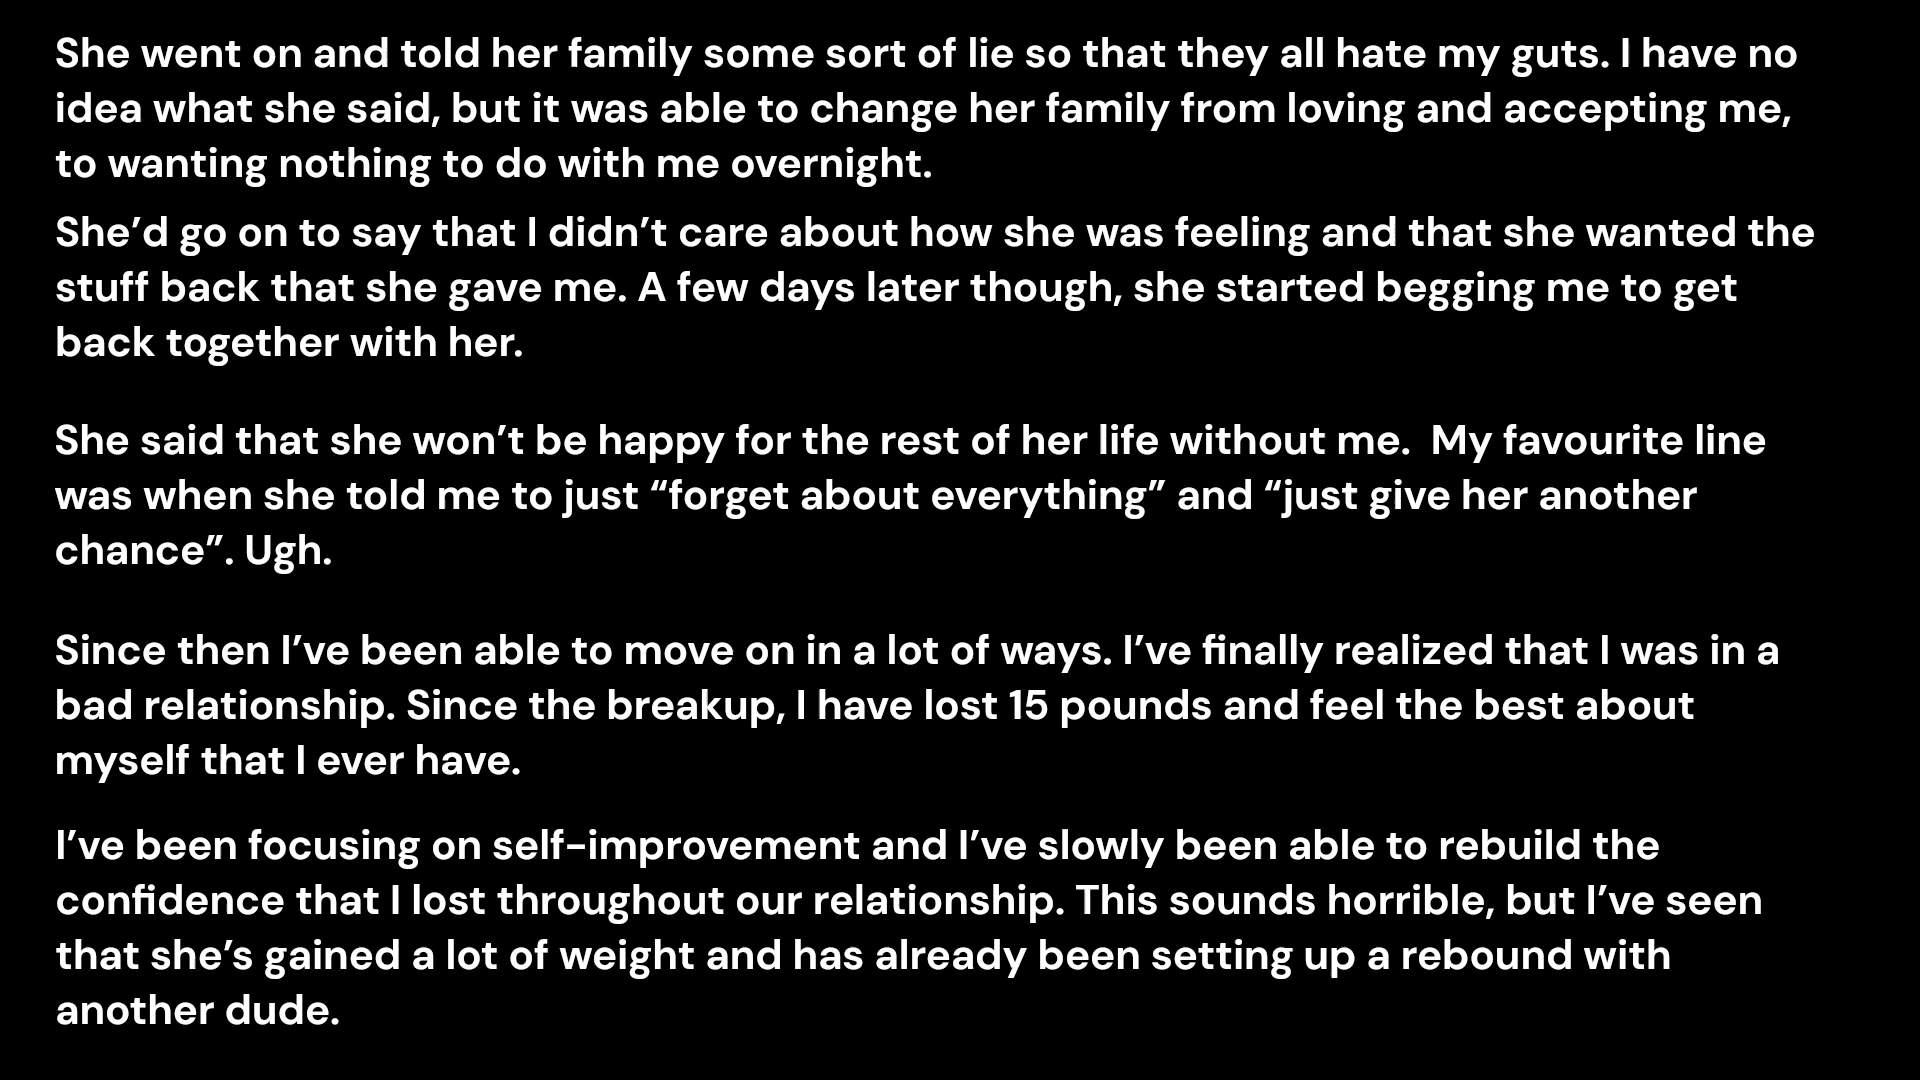 She went on and told her family some sort of lie so that they all hate my guts. I have no
idea what she said, but it was able to change her family from loving and accepting me,
to wanting nothing to do with me overnight.
She’d go on to say that I didn’t care about how she was feeling and that she wanted the
stuff back that she gave me. A few days later though, she started begging me to get
back together with her.
She said that she won’t be happy for the rest of her life without me.  My favourite line
was when she told me to just “forget about everything” and “just give her another
chance”. Ugh.
Since then I’ve been able to move on in a lot of ways. I’ve finally realized that I was in a
bad relationship. Since the breakup, I have lost 15 pounds and feel the best about
myself that I ever have.
I’ve been focusing on self-improvement and I’ve slowly been able to rebuild the
confidence that I lost throughout our relationship. This sounds horrible, but I’ve seen
that she’s gained a lot of weight and has already been setting up a rebound with
another dude.